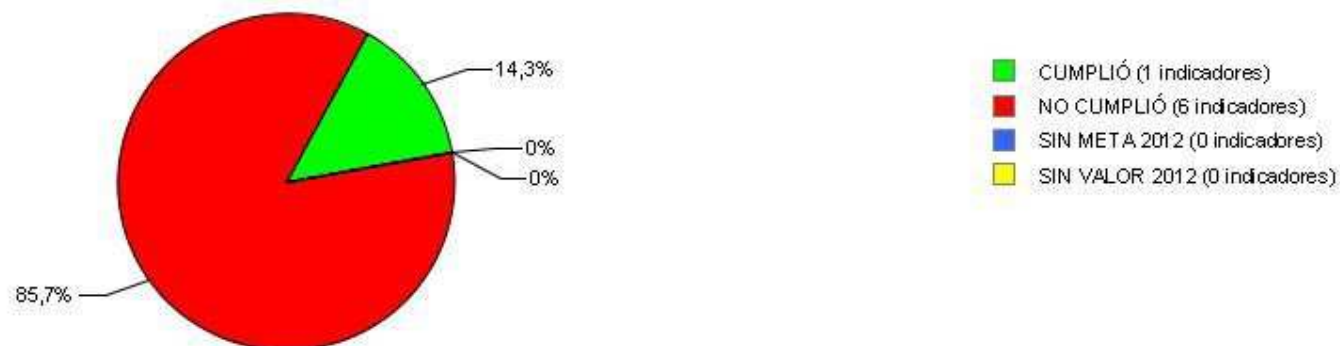 14,3%
0%
0%
85,7%
CUMPLIÓ (1 indicadores)
NO CUMPLIÓ (6 indicadores)
SIN META 2012 (0 indicadores)
SIN VALOR 2012 (0 indicadores)